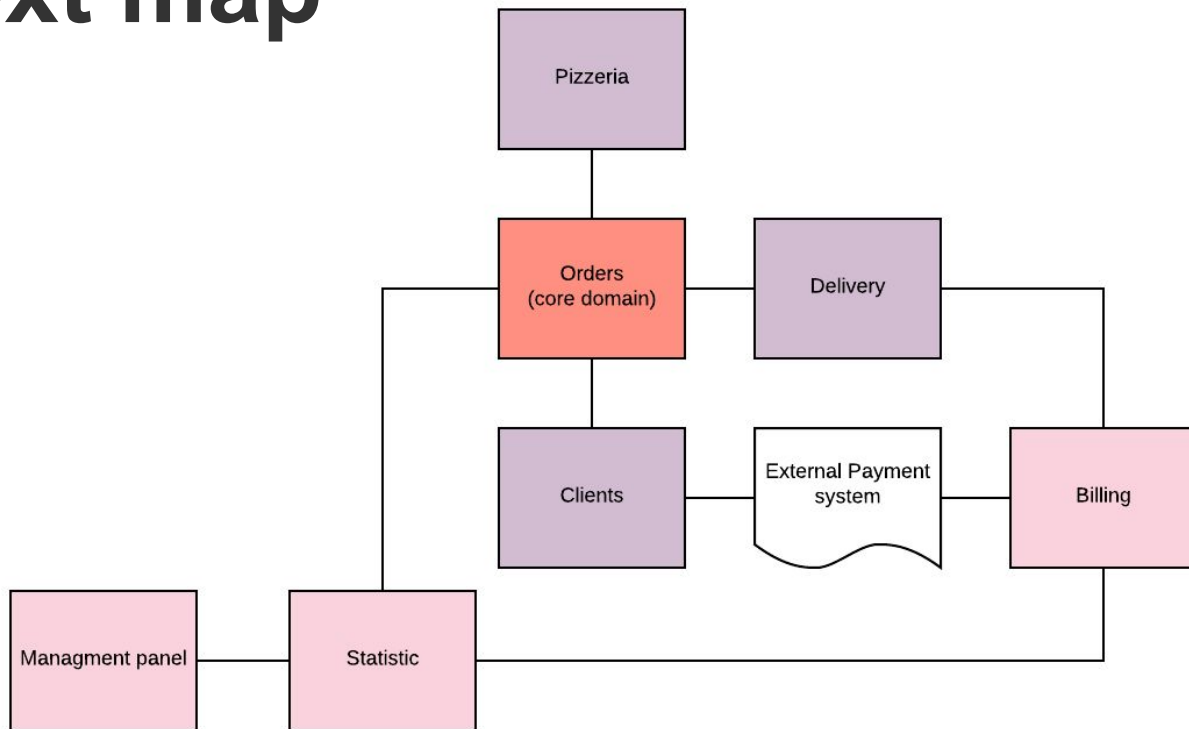 xt map
Pizzeria
Orders
(core domain)
Delivery
Clients
External Payment
system
Billing
Managment panel
Statistic